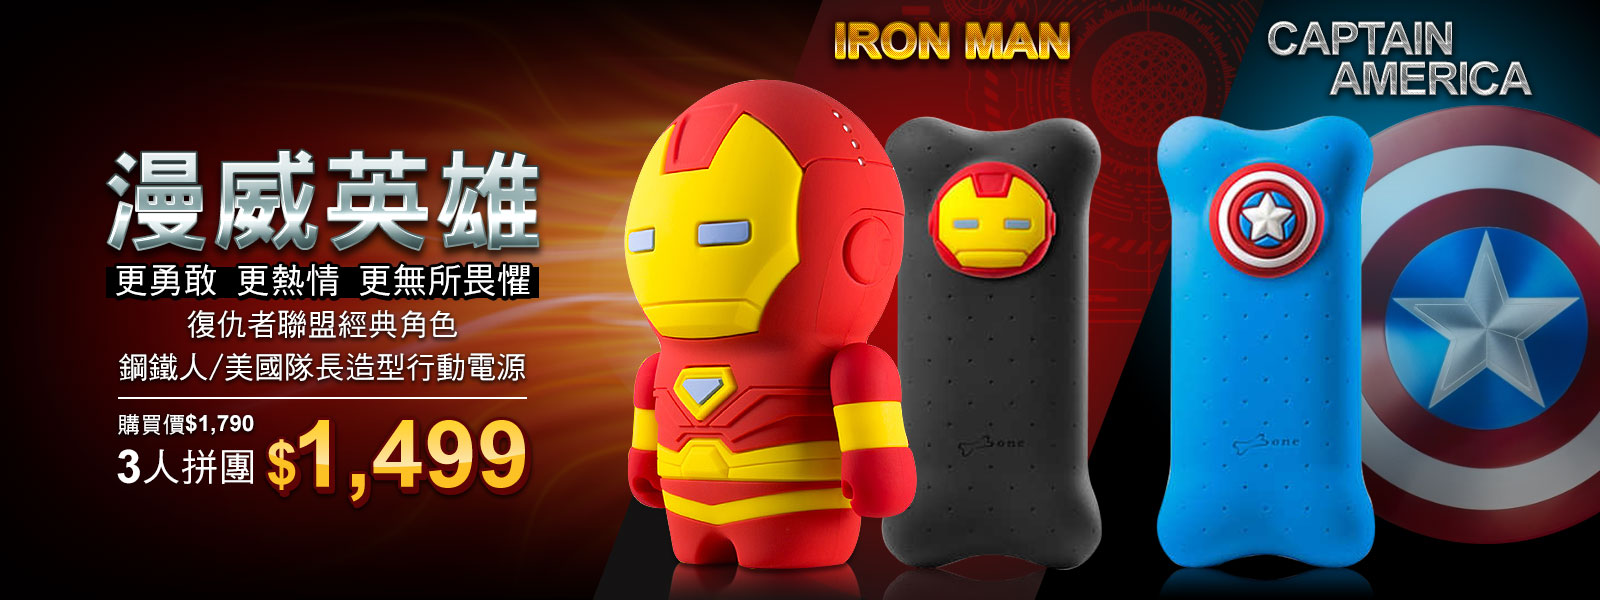 漫威英雄
更勇敢 更熱情 更無所畏懼
復仇者聯盟經典角色
鋼鐵人/美國隊長造型行動電源
購買價$1,790
3人拼團 $1,499
IRON MAN
CAPTAIN
AMERICA
Bone